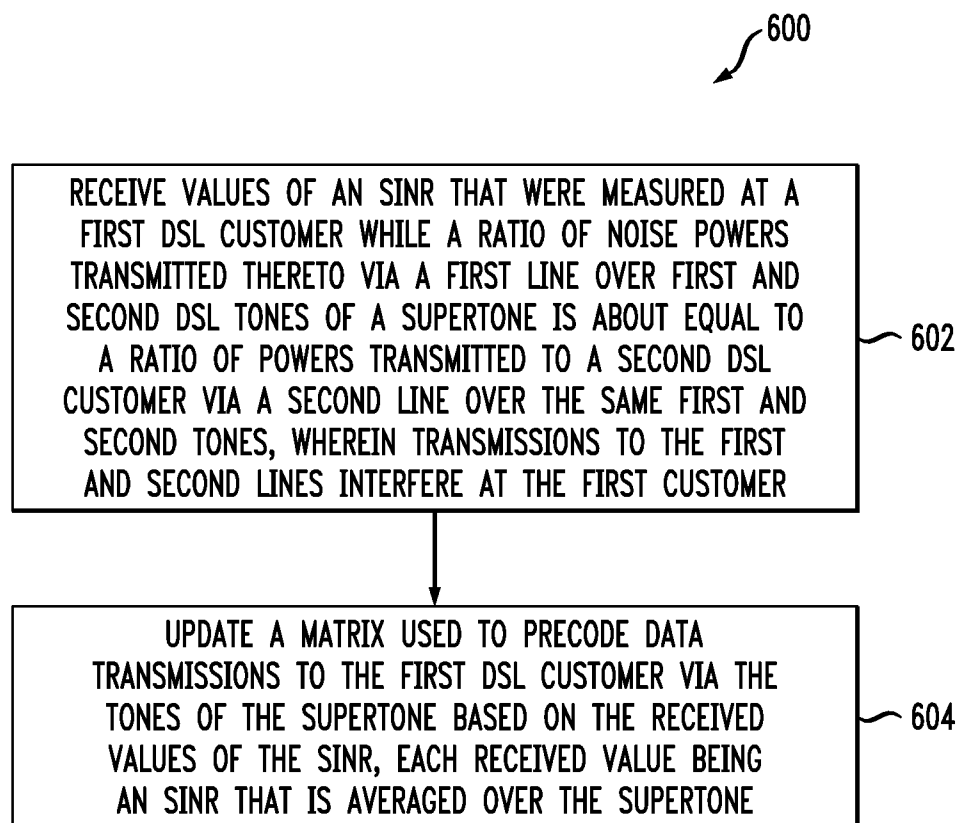 600
RECEIVE VALUES OF AN SINR THAT WERE MEASURED AT A
FIRST DSL CUSTOMER WHILE A RATIO OF NOISE POWERS
TRANSMITTED THERETO VIA A FIRST LINE OVER FIRST AND
SECOND DSL TONES OF A SUPERTONE IS ABOUT EQUAL TO
A RATIO OF POWERS TRANSMITTED TO A SECOND DSL
CUSTOMER VIA A SECOND LINE OVER THE SAME FIRST AND
SECOND TONES, WHEREIN TRANSMISSIONS TO THE FIRST
AND SECOND LINES INTERFERE AT THE FIRST CUSTOMER
602
UPDATE A MATRIX USED TO PRECODE DATA
TRANSMISSIONS TO THE FIRST DSL CUSTOMER VIA THE
TONES OF THE SUPERTONE BASED ON THE RECEIVED
VALUES OF THE SINR, EACH RECEIVED VALUE BEING
AN SINR THAT IS AVERAGED OVER THE SUPERTONE
604